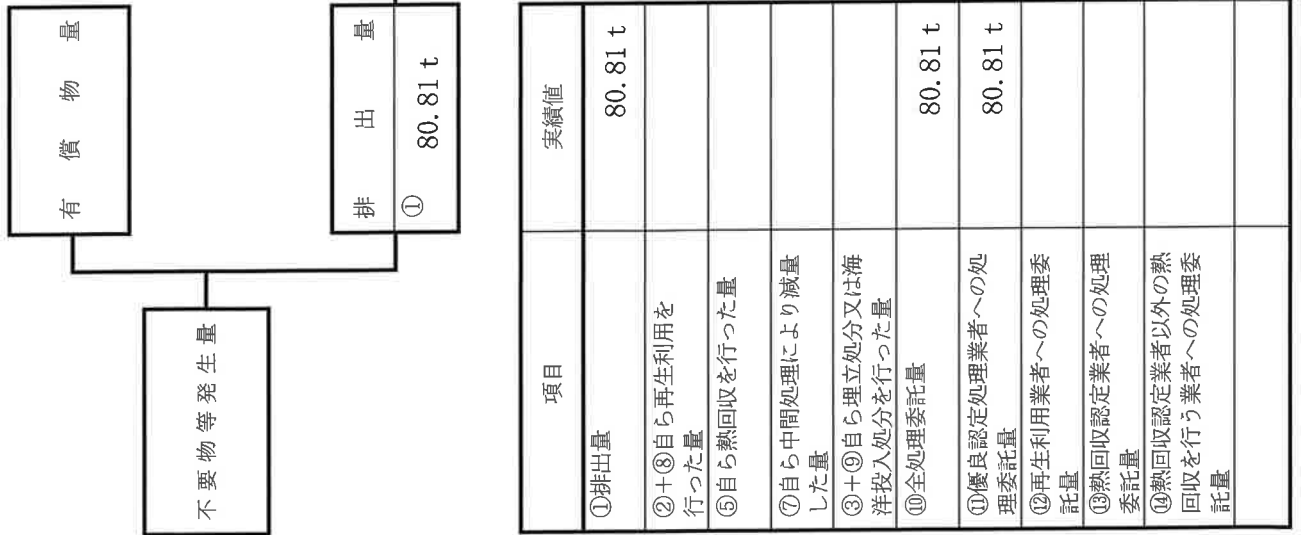 有償物量
不要物等発生量
排出量
①
80.81 t
項目
実績値
①排出量
80.81 t
②+⑧自ら再生利用を
行った量
⑤自ら熱回収を行った量
⑦自ら中間処理により減量
した量
③+⑨自ら埋立処分又は海
洋投入処分を行った量
⑩全処理委託量
80.81 t
⑪優良認定処理業者への処
理委託量
80.81 t
⑫再生利用業者への処理委
託量
⑬熱回収認定業者への処理
委託量
⑭熱回収認定業者以外の熱
回収を行う業者への処理委
託量